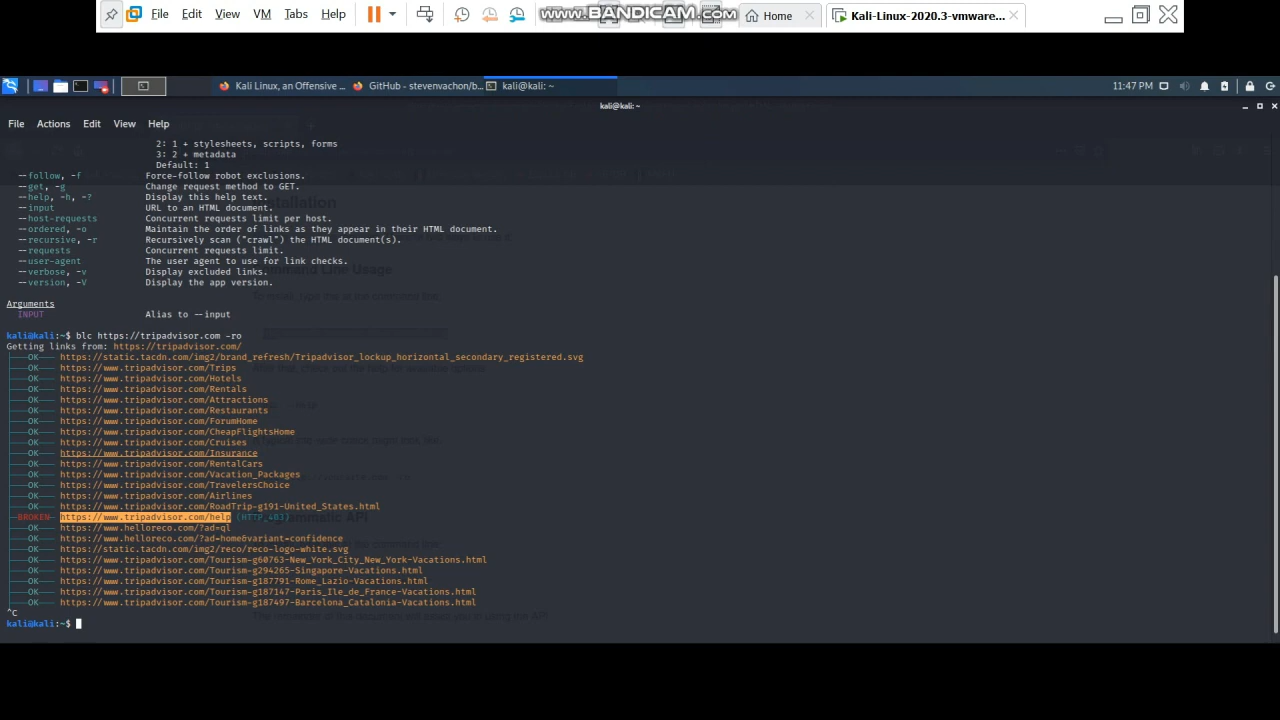 File Edit View VM Tabs Help
www.BANDICAM.com
Home
Kali-Linux-2020.3-vmware...
Kali Linux, an Offensive ...
GitHub - stevenvachon/b...
kali@kali: ~
11:47 PM
kali@kali: ~
File Actions Edit View Help
2: 1 + stylesheets, scripts, forms
3: 2 + metadata
Default: 1
--follow, -f Force-follow robot exclusions.
--get, -g Change request method to GET.
--help, -h, -? Display this help text.
--input URL to an HTML document.
--host-requests Concurrent requests limit per host.
--ordered, -o Maintain the order of links as they appear in their HTML document.
--recursive, -r Recursively scan ("crawl") the HTML document(s).
--requests Concurrent requests limit.
--user-agent The user agent to use for link checks.
--verbose, -v Display excluded links.
--version, -V Display the app version.
Arguments
INPUT Alias to --input
kali@kali:~$ blc https://tripadvisor.com -ro
Getting links from: https://tripadvisor.com/
├───OK─── https://static.tacdn.com/img2/brand_refresh/Tripadvisor_lockup_horizontal_secondary_registered.svg
├───OK─── https://www.tripadvisor.com/Trips
├───OK─── https://www.tripadvisor.com/Hotels
├───OK─── https://www.tripadvisor.com/Rentals
├───OK─── https://www.tripadvisor.com/Attractions
├───OK─── https://www.tripadvisor.com/Restaurants
├───OK─── https://www.tripadvisor.com/ForumHome
├───OK─── https://www.tripadvisor.com/CheapFlightsHome
├───OK─── https://www.tripadvisor.com/Cruises
├───OK─── https://www.tripadvisor.com/Insurance
├───OK─── https://www.tripadvisor.com/RentalCars
├───OK─── https://www.tripadvisor.com/Vacation_Packages
├───OK─── https://www.tripadvisor.com/TravelersChoice
├───OK─── https://www.tripadvisor.com/Airlines
├───OK─── https://www.tripadvisor.com/RoadTrip-g191-United_States.html
├─BROKEN─ https://www.tripadvisor.com/help (HTTP_403)
├───OK─── https://www.helloreco.com/?ad=ql
├───OK─── https://www.helloreco.com/?ad=home&variant=confidence
├───OK─── https://static.tacdn.com/img2/reco/reco-logo-white.svg
├───OK─── https://www.tripadvisor.com/Tourism-g60763-New_York_City_New_York-Vacations.html
├───OK─── https://www.tripadvisor.com/Tourism-g294265-Singapore-Vacations.html
├───OK─── https://www.tripadvisor.com/Tourism-g187791-Rome_Lazio-Vacations.html
├───OK─── https://www.tripadvisor.com/Tourism-g187147-Paris_Ile_de_France-Vacations.html
├───OK─── https://www.tripadvisor.com/Tourism-g187497-Barcelona_Catalonia-Vacations.html
^C
kali@kali:~$